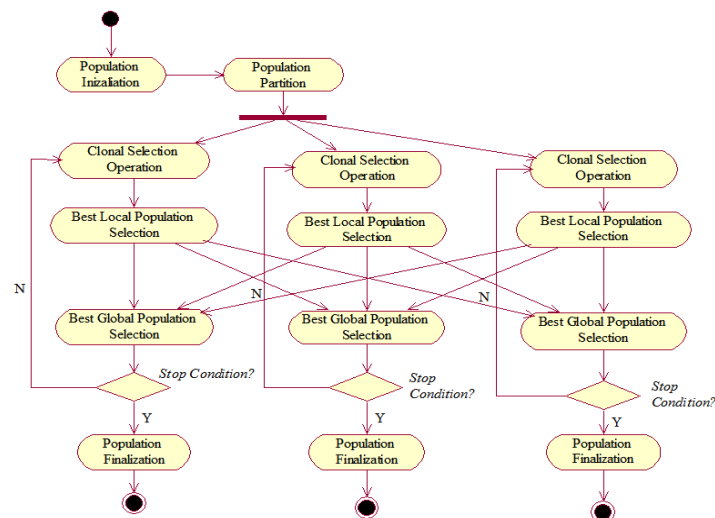 Population
Inizaliation
Population
Partition
Clonal Selection
Operation
Clonal Selection
Operation
Clonal Selection
Operation
Best Local Population
Selection
Best Local Population
Selection
Best Local Population
Selection
N
N
N
Best Global Population
Selection
Best Global Population
Selection
Best Global Population
Selection
Stop Condition?
Stop
Condition?
Stop
Condition?
Y
Y
Y
Population
Finalization
Population
Finalization
Population
Finalization